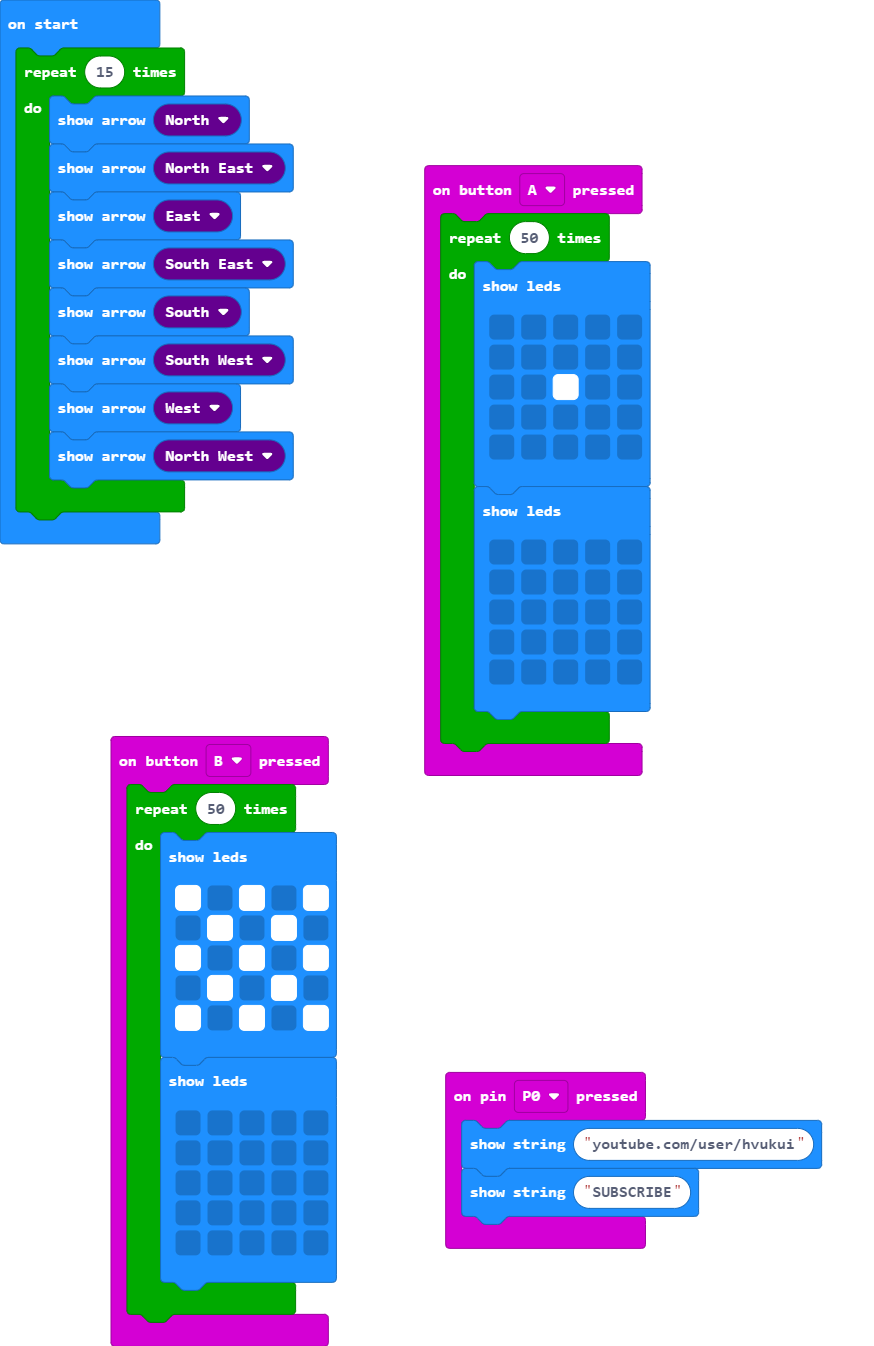 on start
repeat 15 times
do
show arrow North
show arrow North East
show arrow East
show arrow South East
show arrow South
show arrow South West
show arrow West
show arrow North West
on button A pressed
repeat 50 times
do
show leds
show leds
on button B pressed
repeat 50 times
do
show leds
show leds
on pin P0 pressed
show string "youtube.com/user/hvukui"
show string "SUBSCRIBE"